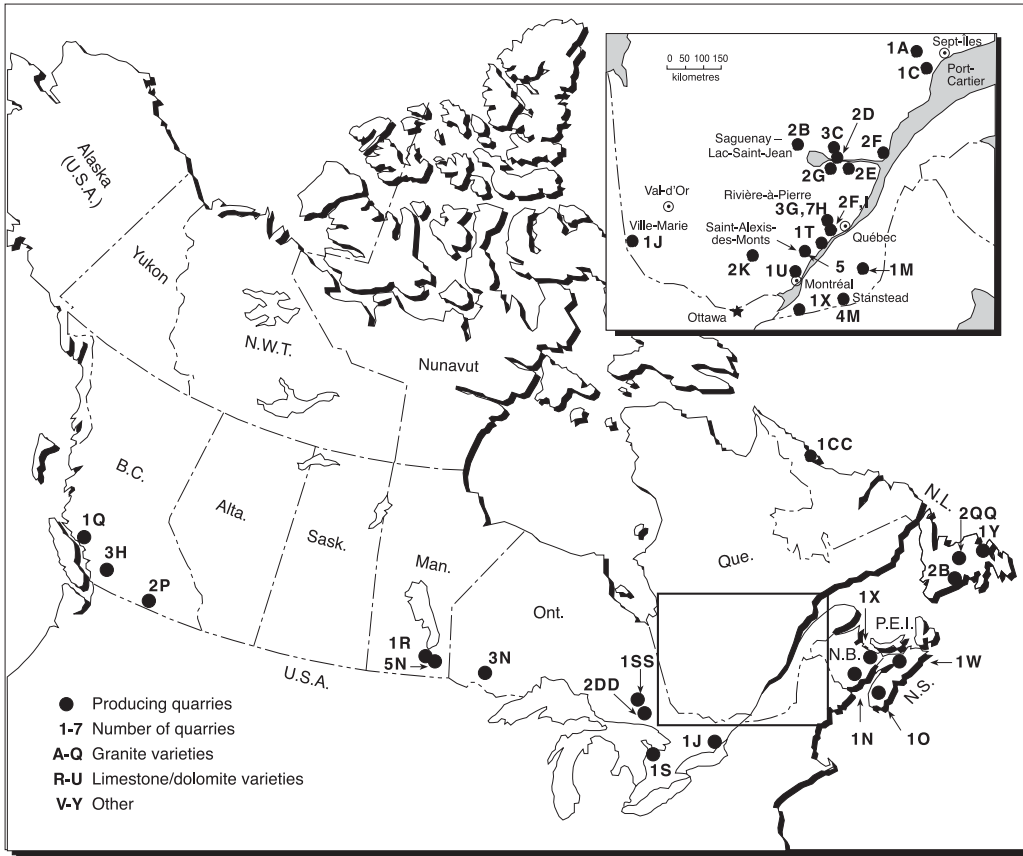 Alaska
(U.S.A.)
Yukon
N.W.T.
Nunavut
B.C.
Alta.
Sask.
Man.
Ont.
Que.
N.L.
P.E.I.
N.B.
N.S.
U.S.A.
1Q
3H
2P
1R
5N
3N
1SS
2DD
1S
1J
1CC
2QQ
1Y
2B
1X
1W
1N
1O
0 50 100 150
kilometres
1A
Sept-Îles
1C
Port-
Cartier
2D
2B
3C
2F
Saguenay –
Lac-Saint-Jean
2G
2E
Val-d'Or
Rivière-à-Pierre
2F,I
3G,7H
Ville-Marie
1J
Saint-Alexis-
des-Monts
1T
Québec
2K
1U
5
1M
Montréal
1X
Stanstead
4M
Ottawa
Producing quarries
1-7 Number of quarries
A-Q Granite varieties
R-U Limestone/dolomite varieties
V-Y Other